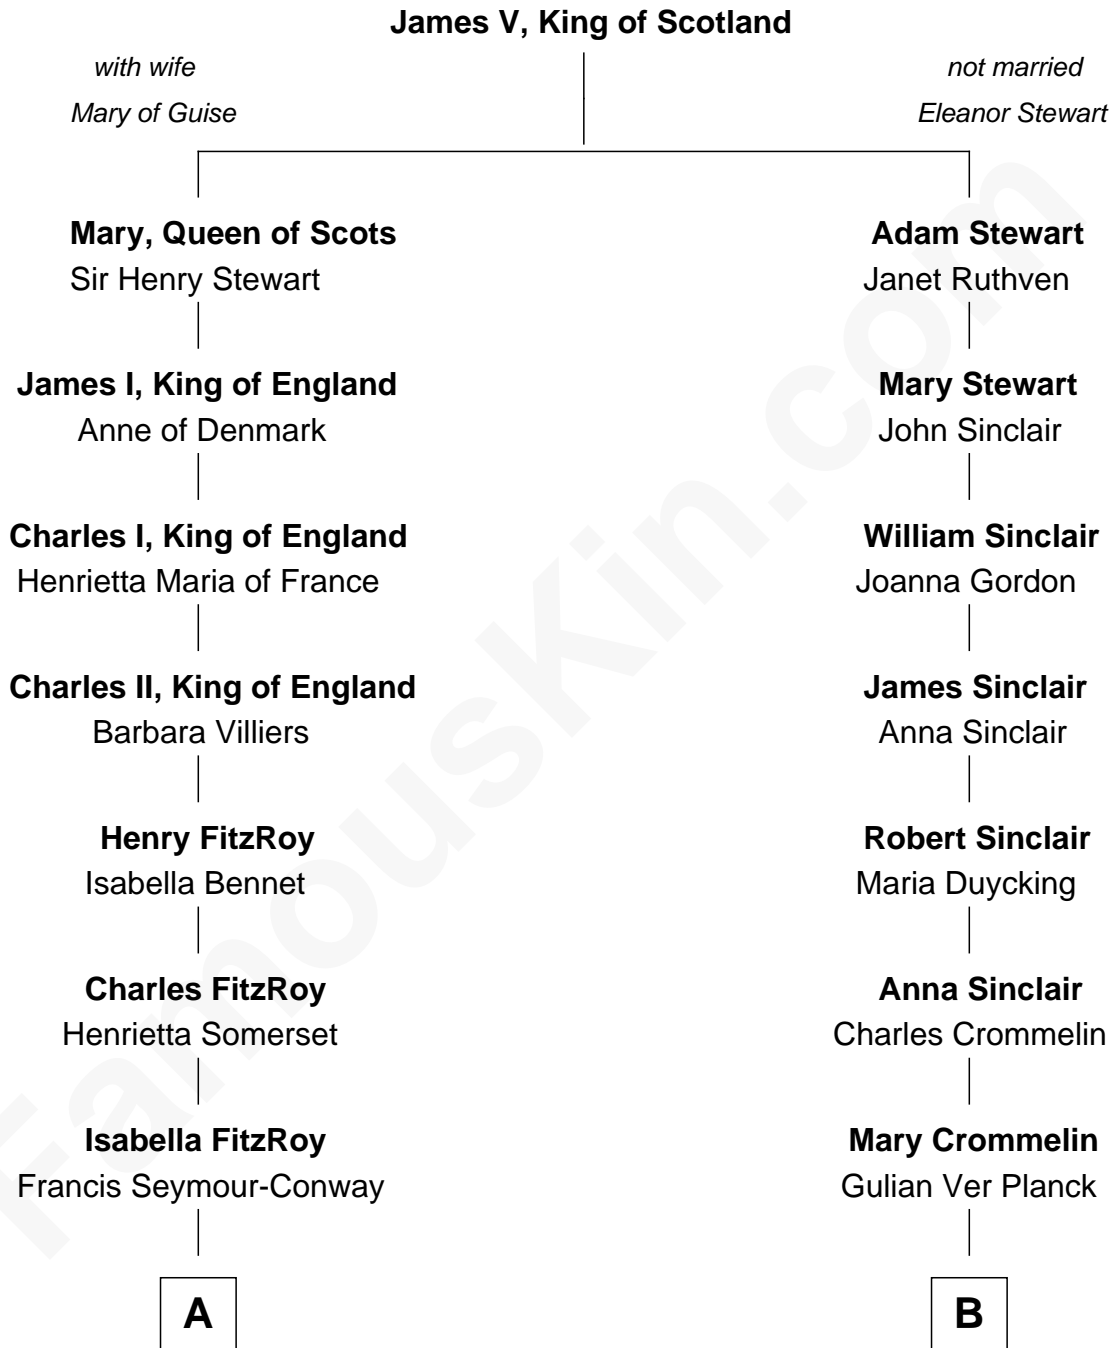 James V, King of Scotland
with wife
Mary of Guise
not married
Eleanor Stewart
Mary, Queen of Scots
Sir Henry Stewart
Adam Stewart
Janet Ruthven
James I, King of England
Anne of Denmark
Mary Stewart
John Sinclair
Charles I, King of England
Henrietta Maria of France
William Sinclair
Joanna Gordon
Charles II, King of England
Barbara Villiers
James Sinclair
Anna Sinclair
Henry FitzRoy
Isabella Bennet
Robert Sinclair
Maria Duycking
Charles FitzRoy
Henrietta Somerset
Anna Sinclair
Charles Crommelin
Isabella FitzRoy
Francis Seymour-Conway
Mary Crommelin
Gulian Ver Planck
A
B
FamousKin.com